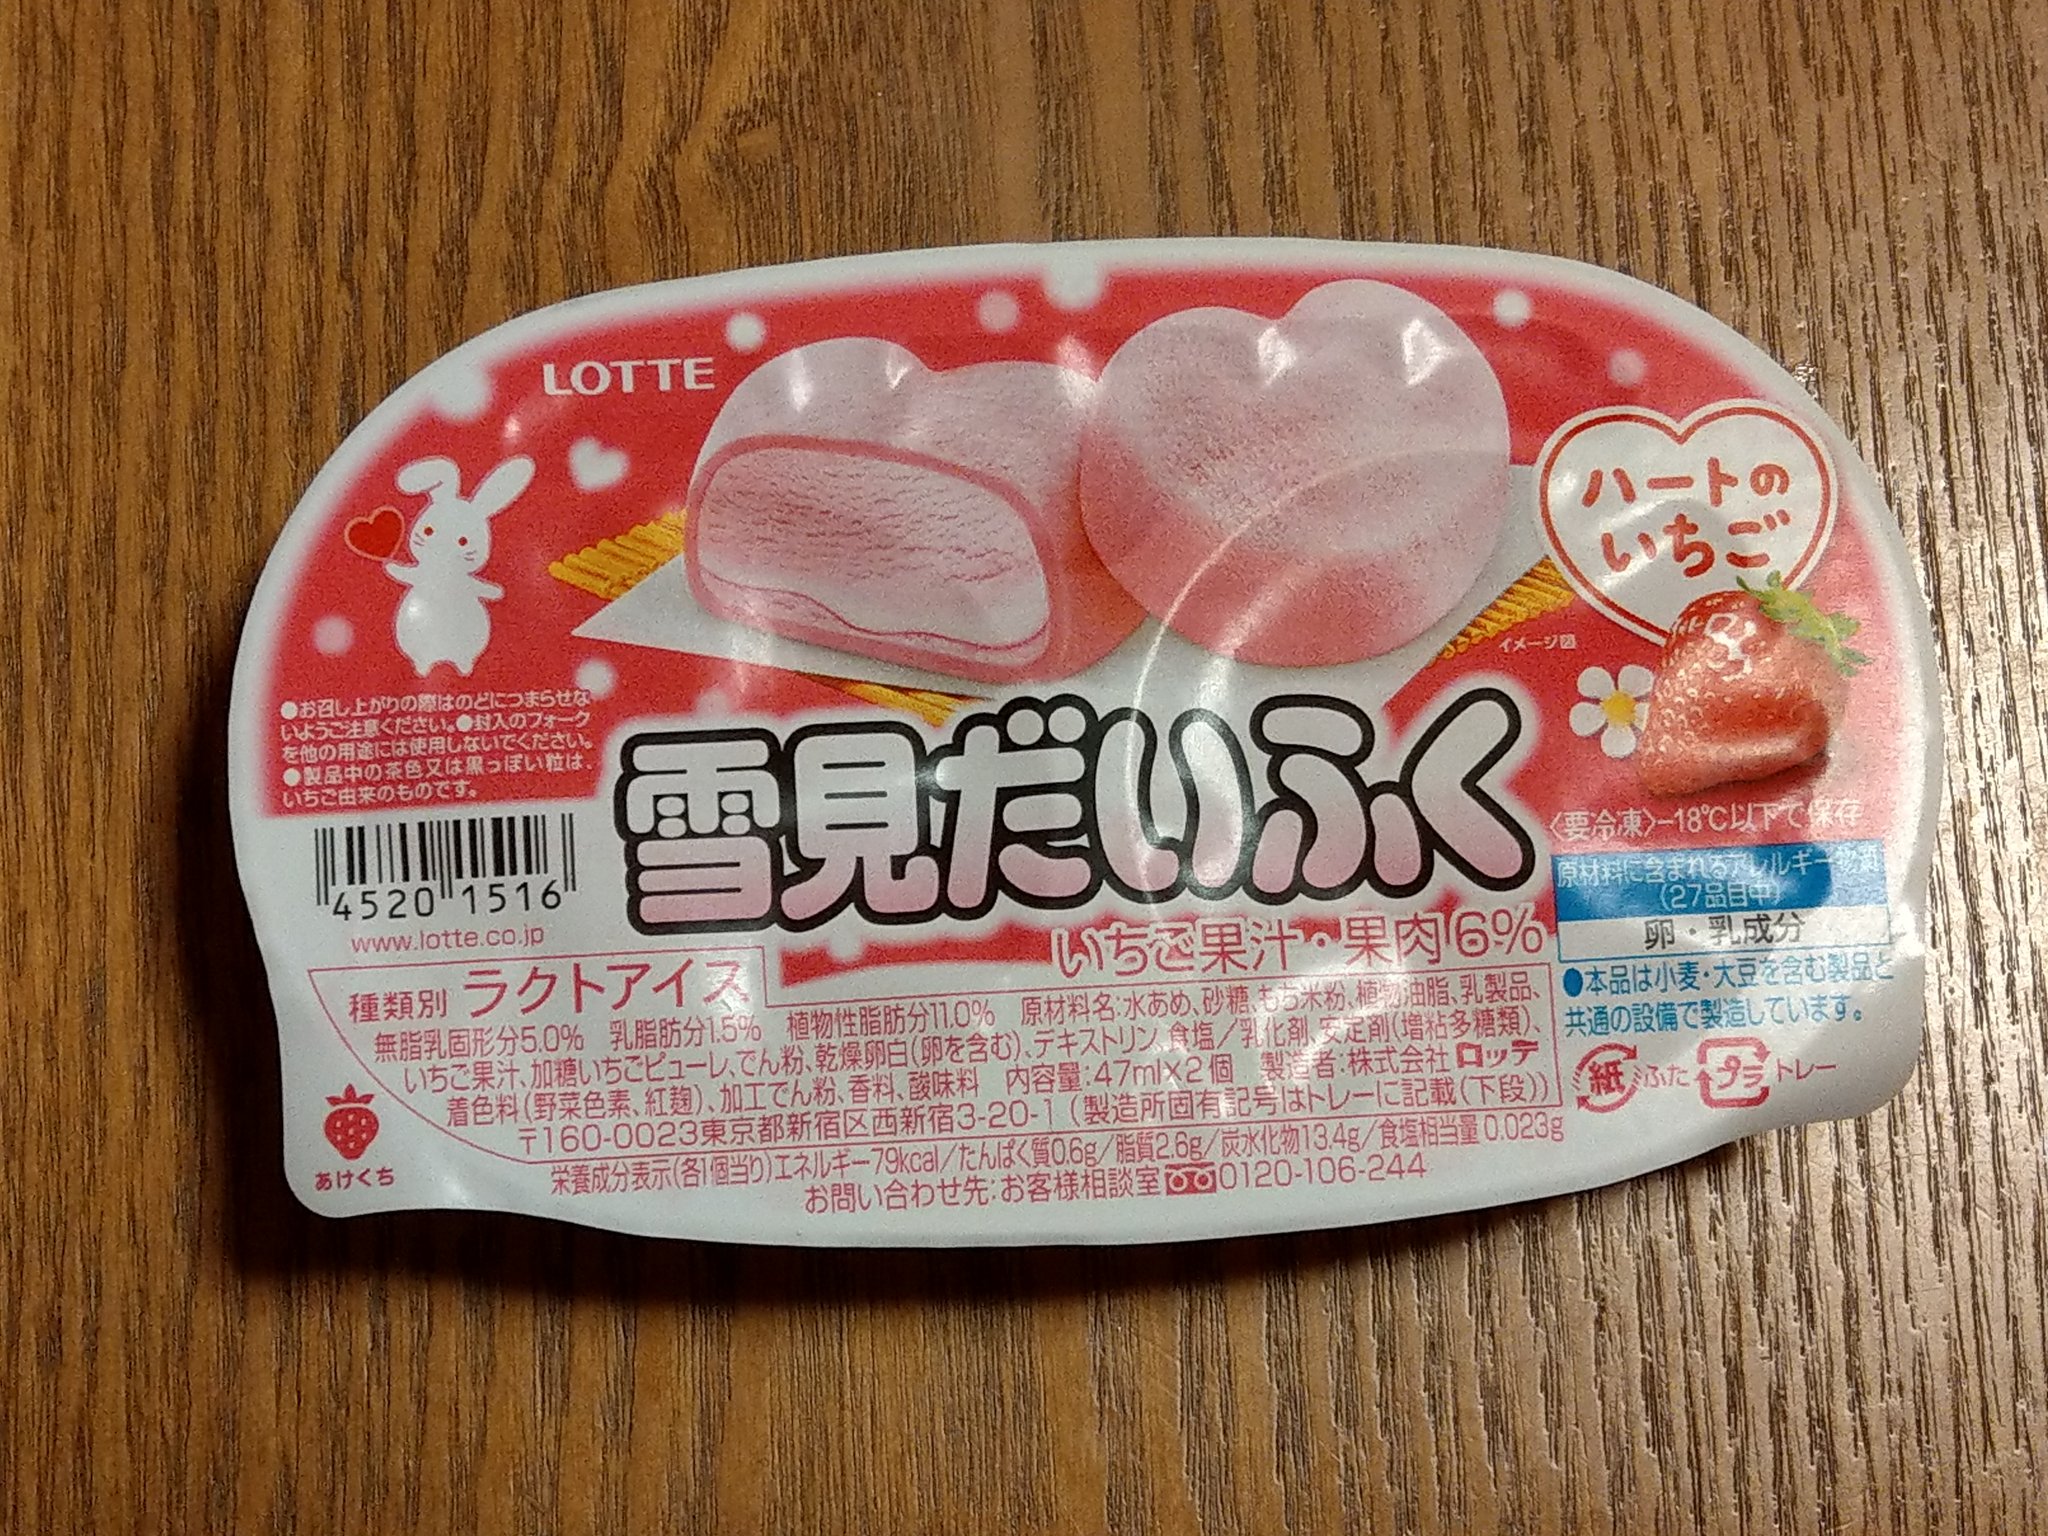 LOTTE
ハートの
いちご
イメージ図
●お召し上がりの際はのどにつまらせな
いようご注意ください。●封入のフォーク
を他の用途には使用しないでください。
●製品中の茶色又は黒っぽい粒は、
いちご由来のものです。
雪見だいふく
いちご果汁・果肉6%
〈要冷凍〉−18℃以下で保存
原材料に含まれるアレルギー物質
(27品目中)
卵・乳成分
●本品は小麦・大豆を含む製品と
共通の設備で製造しています。
紙 ふた プラ トレー
4520 1516
www.lotte.co.jp
種類別 ラクトアイス
無脂乳固形分5.0% 乳脂肪分1.5% 植物性脂肪分11.0% 原材料名:水あめ、砂糖、もち米粉、植物油脂、乳製品、
いちご果汁、加糖いちごピューレ、でん粉、乾燥卵白(卵を含む)、デキストリン、食塩/乳化剤、安定剤(増粘多糖類)、
着色料(野菜色素、紅麹)、加工でん粉、香料、酸味料 内容量:47ml×2個 製造者:株式会社ロッテ
〒160-0023東京都新宿区西新宿3-20-1(製造所固有記号はトレーに記載(下段))
栄養成分表示(各1個当り)エネルギー79kcal/たんぱく質0.6g/脂質2.6g/炭水化物13.4g/食塩相当量0.023g
お問い合わせ先:お客様相談室 0120-106-244
あけくち